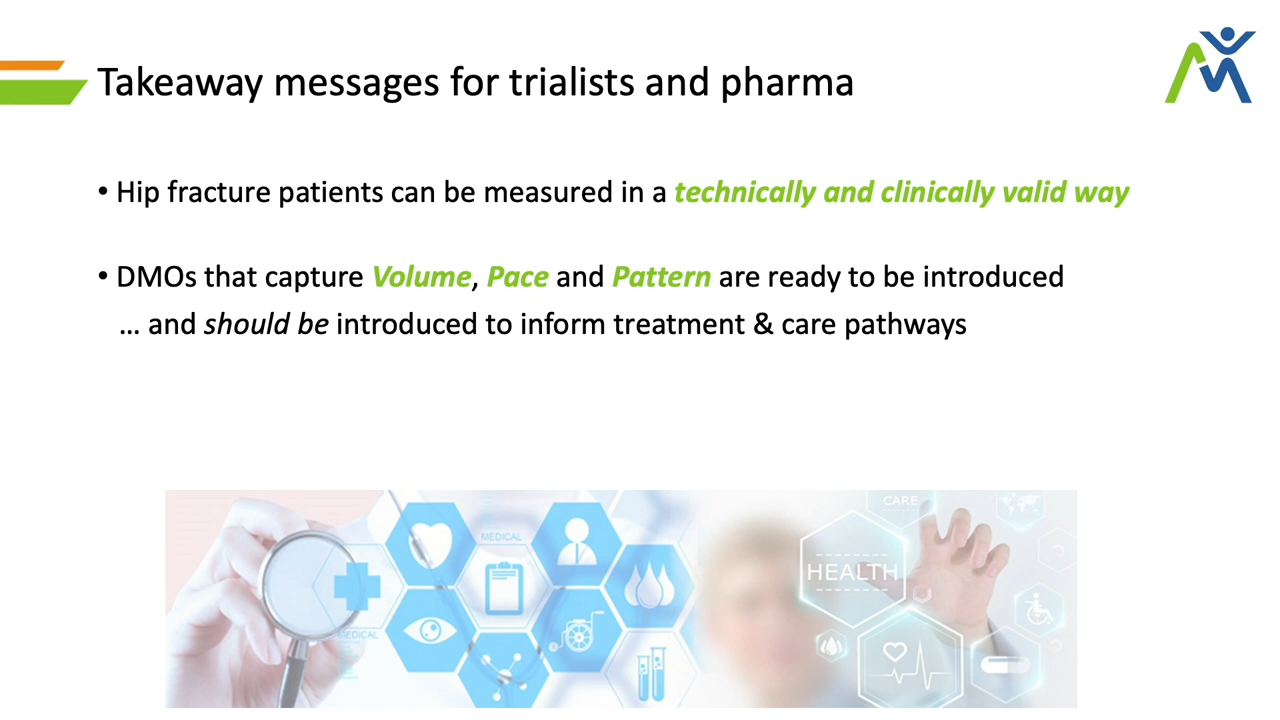 Takeaway messages for trialists and pharma
• Hip fracture patients can be measured in a technically and clinically valid way
• DMOs that capture Volume, Pace and Pattern are ready to be introduced
… and should be introduced to inform treatment & care pathways
CARE
MEDICAL
HEALTH
MEDICAL